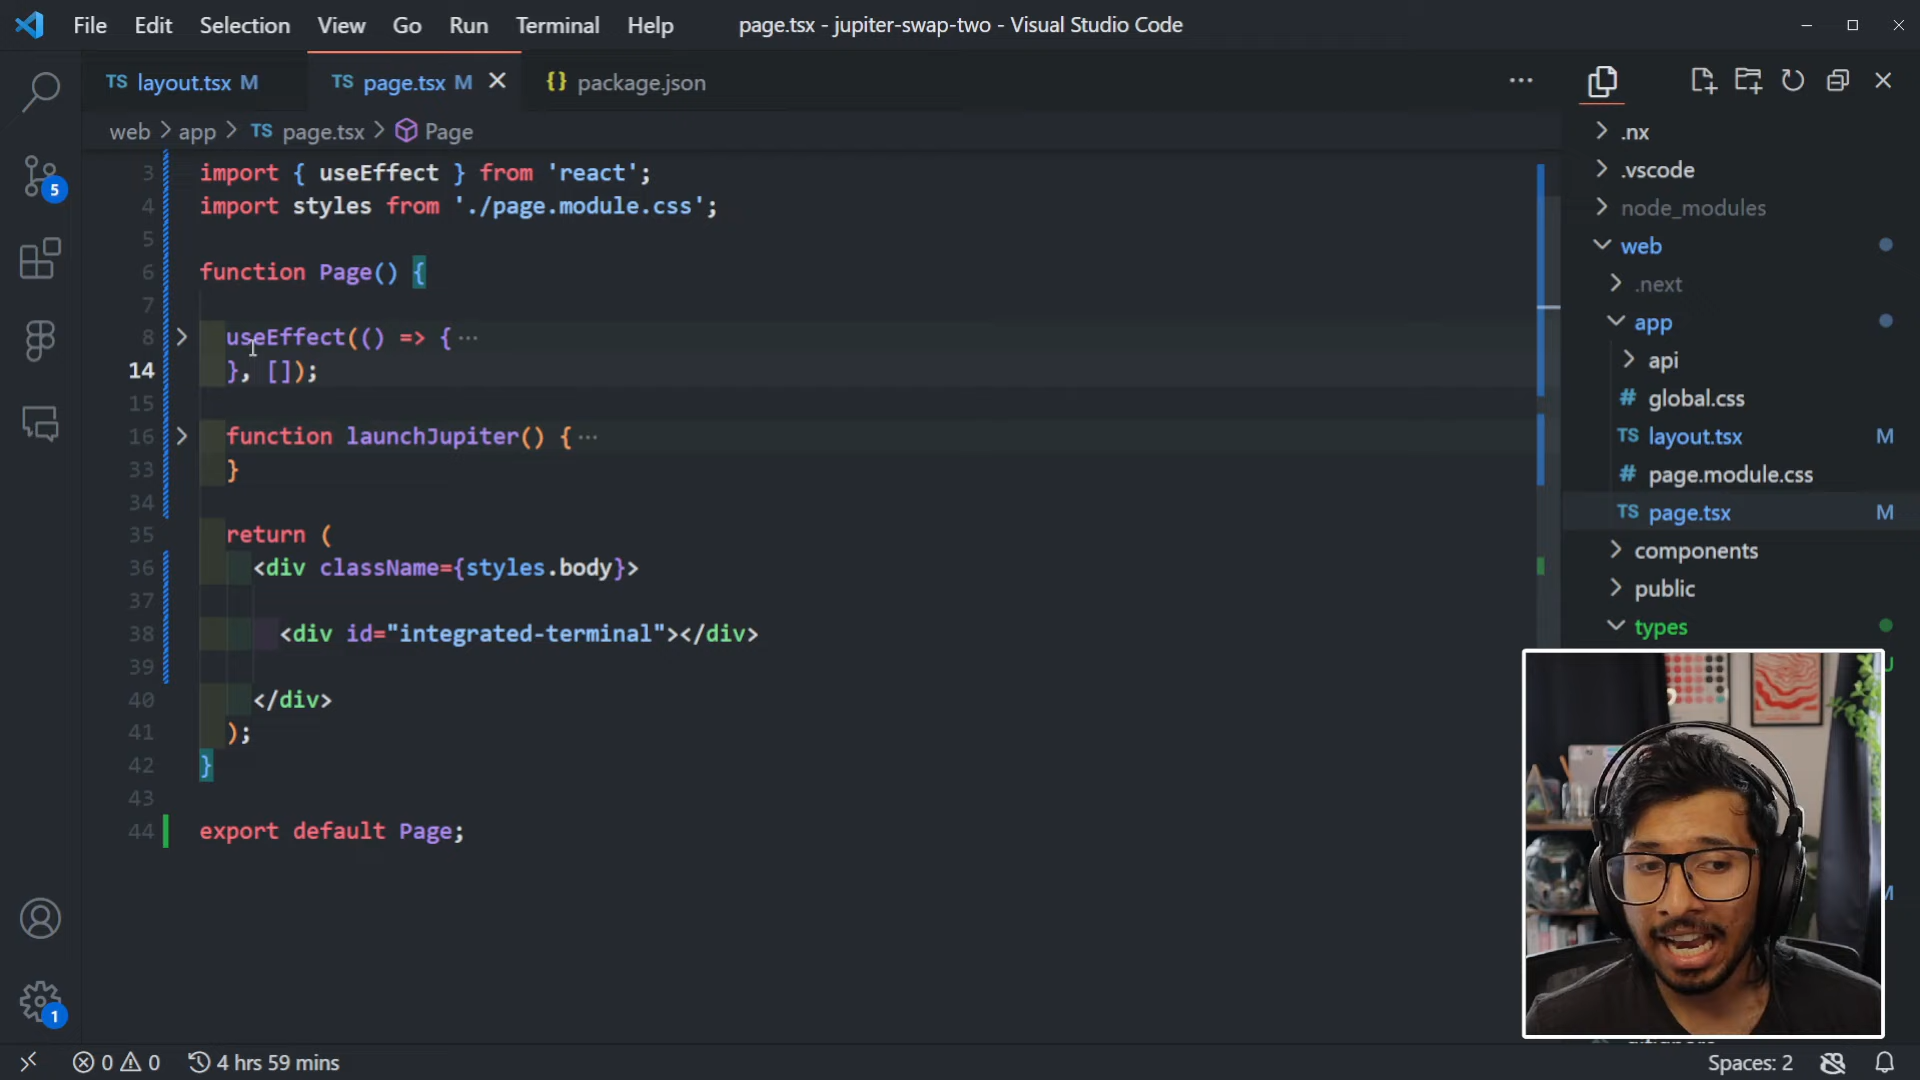 File Edit Selection View Go Run Terminal Help
page.tsx - jupiter-swap-two - Visual Studio Code
TS layout.tsx M
TS page.tsx M
{} package.json
web > app > TS page.tsx > Page
3 import { useEffect } from 'react';
4 import styles from './page.module.css';
5
6 function Page() {
7
8 useEffect(() => { ···
14 }, []);
15
16 function launchJupiter() { ···
33 }
34
35 return (
36 <div className={styles.body}>
37
38 <div id="integrated-terminal"></div>
39
40 </div>
41 );
42 }
43
44 export default Page;
.nx
.vscode
node_modules
web
.next
app
api
# global.css
TS layout.tsx M
# page.module.css
TS page.tsx M
components
public
types
5
1
0 0
4 hrs 59 mins
Spaces: 2